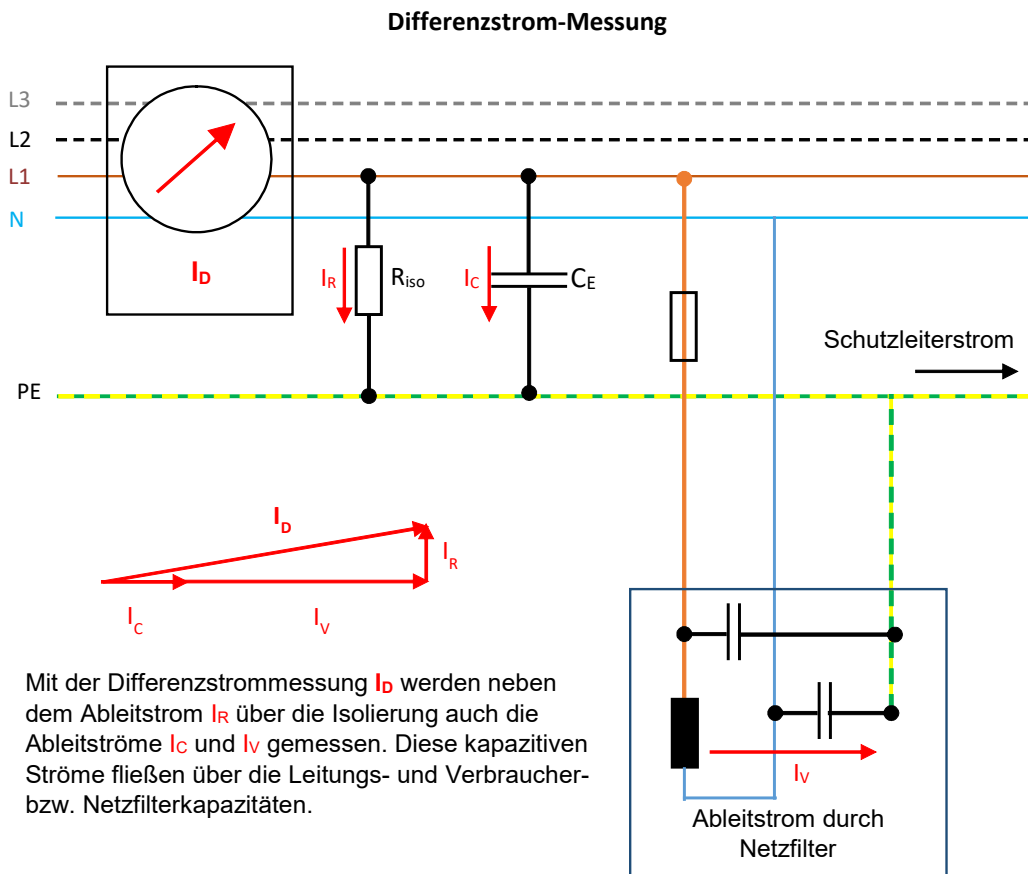 Differenzstrom-Messung
L3
L2
L1
N
ID
IR
Riso
IC
CE
Schutzleiterstrom
PE
ID
IR
IC
IV
Mit der Differenzstrommessung ID werden neben
dem Ableitstrom IR über die Isolierung auch die
Ableitströme IC und IV gemessen. Diese kapazitiven
Ströme fließen über die Leitungs- und Verbraucher-
bzw. Netzfilterkapazitäten.
IV
Ableitstrom durch
Netzfilter